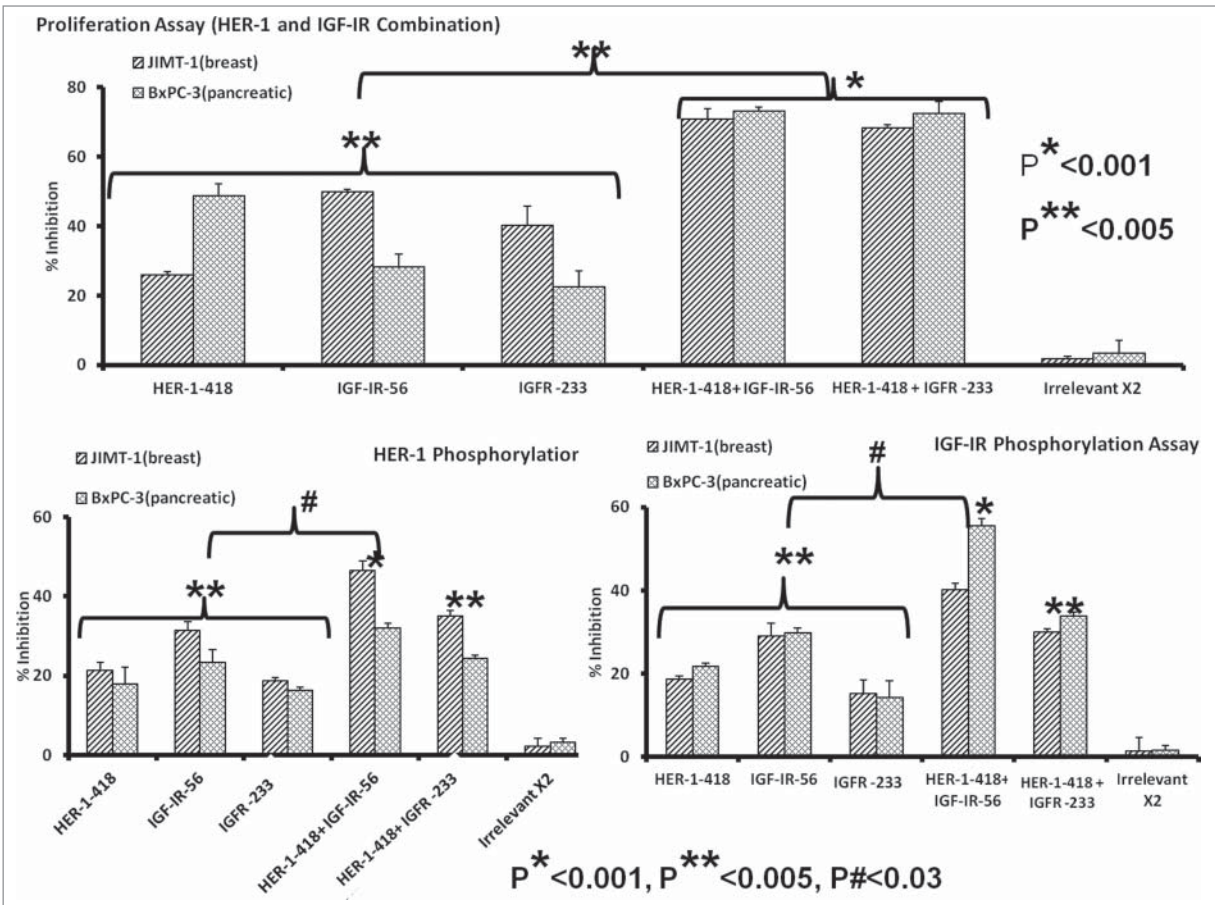 Proliferation Assay (HER-1 and IGF-IR Combination)
JIMT-1(breast)
BxPC-3(pancreatic)
**
*
**
80
60
40
20
0
% Inhibition
P*<0.001
P**<0.005
HER-1-418
IGF-IR-56
IGFR -233
HER-1-418+ IGF-IR-56
HER-1-418 + IGFR -233
Irrelevant X2
JIMT-1(breast)
BxPC-3(pancreatic)
HER-1 Phosphorylatior
#
**
*
**
60
40
20
0
% Inhibition
HER-1-418
IGF-IR-56
IGFR -233
HER-1-418+ IGF-IR-56
HER-1-418+ IGFR -233
Irrelevant X2
JIMT-1(breast)
BxPC-3(pancreatic)
IGF-IR Phosphorylation Assay
#
*
**
**
60
40
20
0
% Inhibition
HER-1-418
IGF-IR-56
IGFR -233
HER-1-418+
IGF-IR-56
HER-1-418 +
IGFR -233
Irrelevant
X2
P*<0.001, P**<0.005, P#<0.03